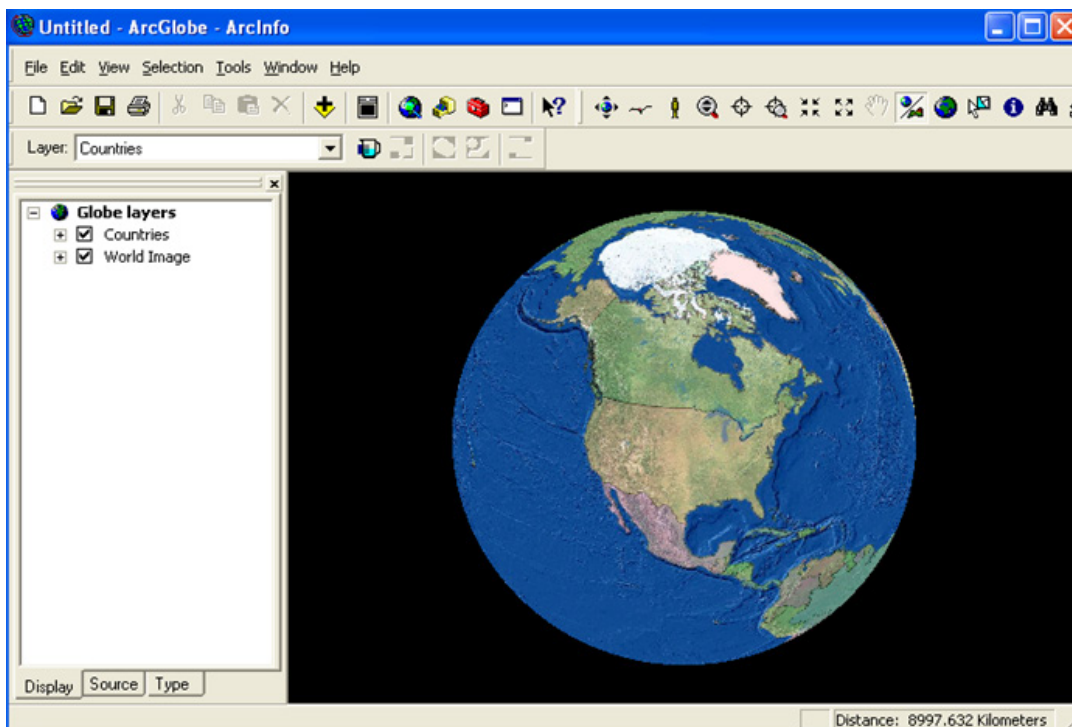 Untitled - ArcGlobe - ArcInfo
File Edit View Selection Tools Window Help
Layer: Countries
Globe layers
Countries
World Image
Display Source Type
Distance: 8997.632 Kilometers